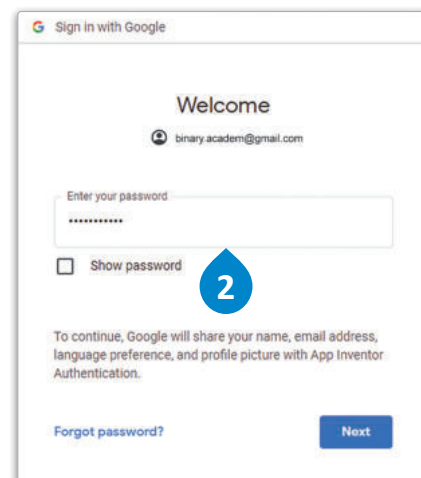 Sign in with Google
Welcome
binary.academ@gmail.com
Enter your password
•••••••••••
Show password
2
To continue, Google will share your name, email address,
language preference, and profile picture with App Inventor
Authentication.
Forgot password?
Next